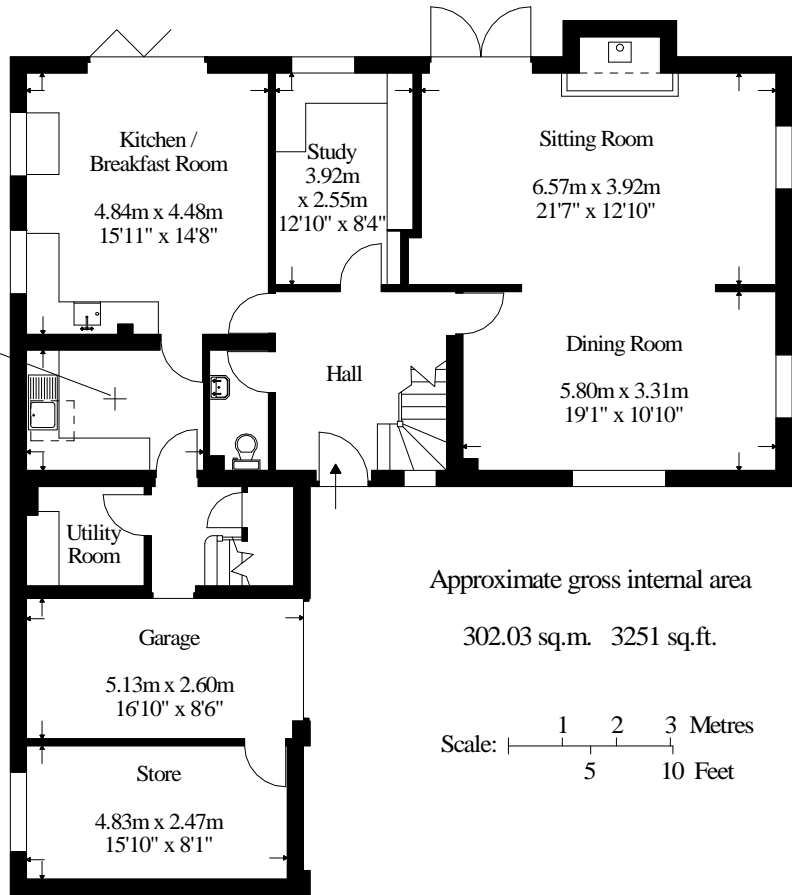 Kitchen /
Breakfast Room
4.84m x 4.48m
15'11" x 14'8"
Study
3.92m
x 2.55m
12'10" x 8'4"
Sitting Room
6.57m x 3.92m
21'7" x 12'10"
Hall
Dining Room
5.80m x 3.31m
19'1" x 10'10"
Utility
Room
Garage
5.13m x 2.60m
16'10" x 8'6"
Store
4.83m x 2.47m
15'10" x 8'1"
Approximate gross internal area
302.03 sq.m. 3251 sq.ft.
Scale: 1 2 3 Metres
5 10 Feet